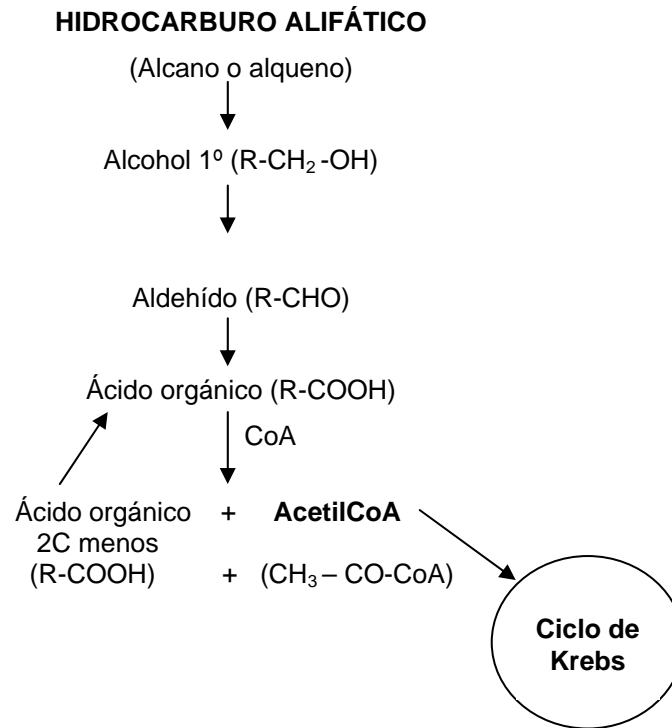 HIDROCARBURO ALIFÁTICO
(Alcano o alqueno)
Alcohol 1º (R-CH₂-OH)
Aldehído (R-CHO)
Ácido orgánico (R-COOH)
CoA
Ácido orgánico + AcetilCoA
2C menos
(R-COOH) + (CH₃ – CO-CoA)
Ciclo de
Krebs